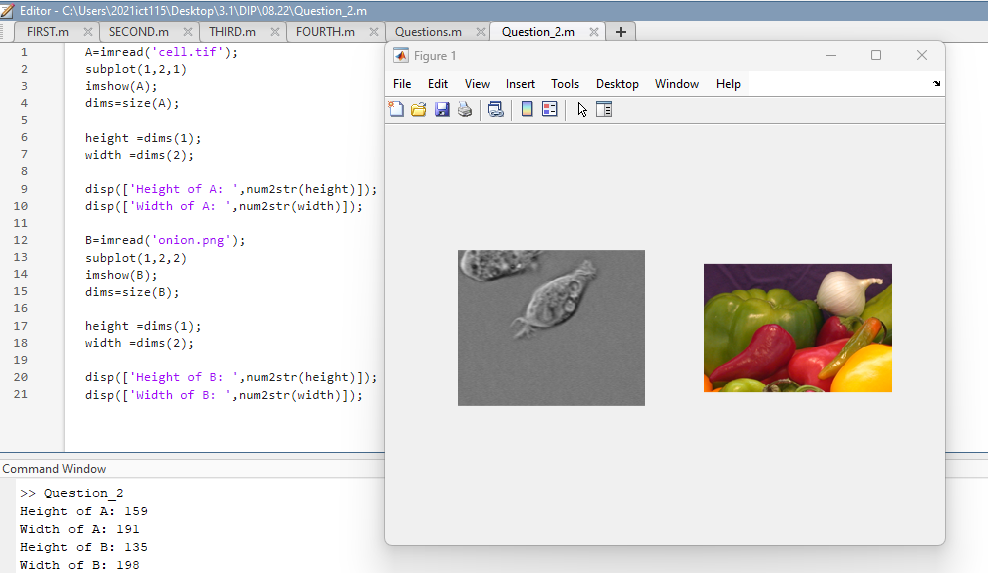 Editor - C:\Users\2021ict115\Desktop\3.1\DIP\08.22\Question_2.m
FIRST.m SECOND.m THIRD.m FOURTH.m Questions.m Question_2.m
1 A=imread('cell.tif');
2 subplot(1,2,1)
3 imshow(A);
4 dims=size(A);
5
6 height =dims(1);
7 width =dims(2);
8
9 disp(['Height of A: ',num2str(height)]);
10 disp(['Width of A: ',num2str(width)]);
11
12 B=imread('onion.png');
13 subplot(1,2,2)
14 imshow(B);
15 dims=size(B);
16
17 height =dims(1);
18 width =dims(2);
19
20 disp(['Height of B: ',num2str(height)]);
21 disp(['Width of B: ',num2str(width)]);
Figure 1
File Edit View Insert Tools Desktop Window Help
Command Window
>> Question_2
Height of A: 159
Width of A: 191
Height of B: 135
Width of B: 198